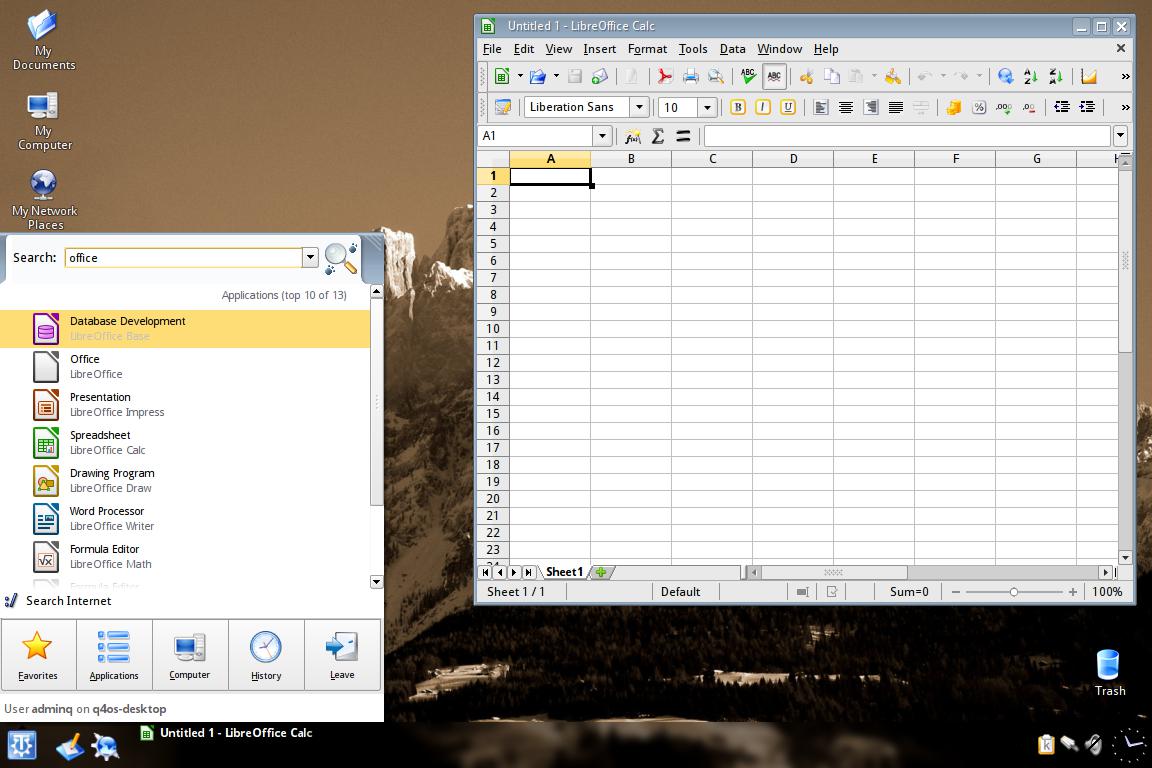 My
Documents
My
Computer
My Network
Places
Search: office
Applications (top 10 of 13)
Database Development
LibreOffice Base
Office
LibreOffice
Presentation
LibreOffice Impress
Spreadsheet
LibreOffice Calc
Drawing Program
LibreOffice Draw
Word Processor
LibreOffice Writer
Formula Editor
LibreOffice Math
Formula Editor
Search Internet
Favorites Applications Computer History Leave
User adminq on q4os-desktop
Untitled 1 - LibreOffice Calc
File Edit View Insert Format Tools Data Window Help
ABC ABC
Liberation Sans 10 B I U %
A1
A B C D E F G H
1
2
3
4
5
6
7
8
9
10
11
12
13
14
15
16
17
18
19
20
21
22
23
24
Sheet1
Sheet 1 / 1 Default Sum=0 100%
Trash
Untitled 1 - LibreOffice Calc